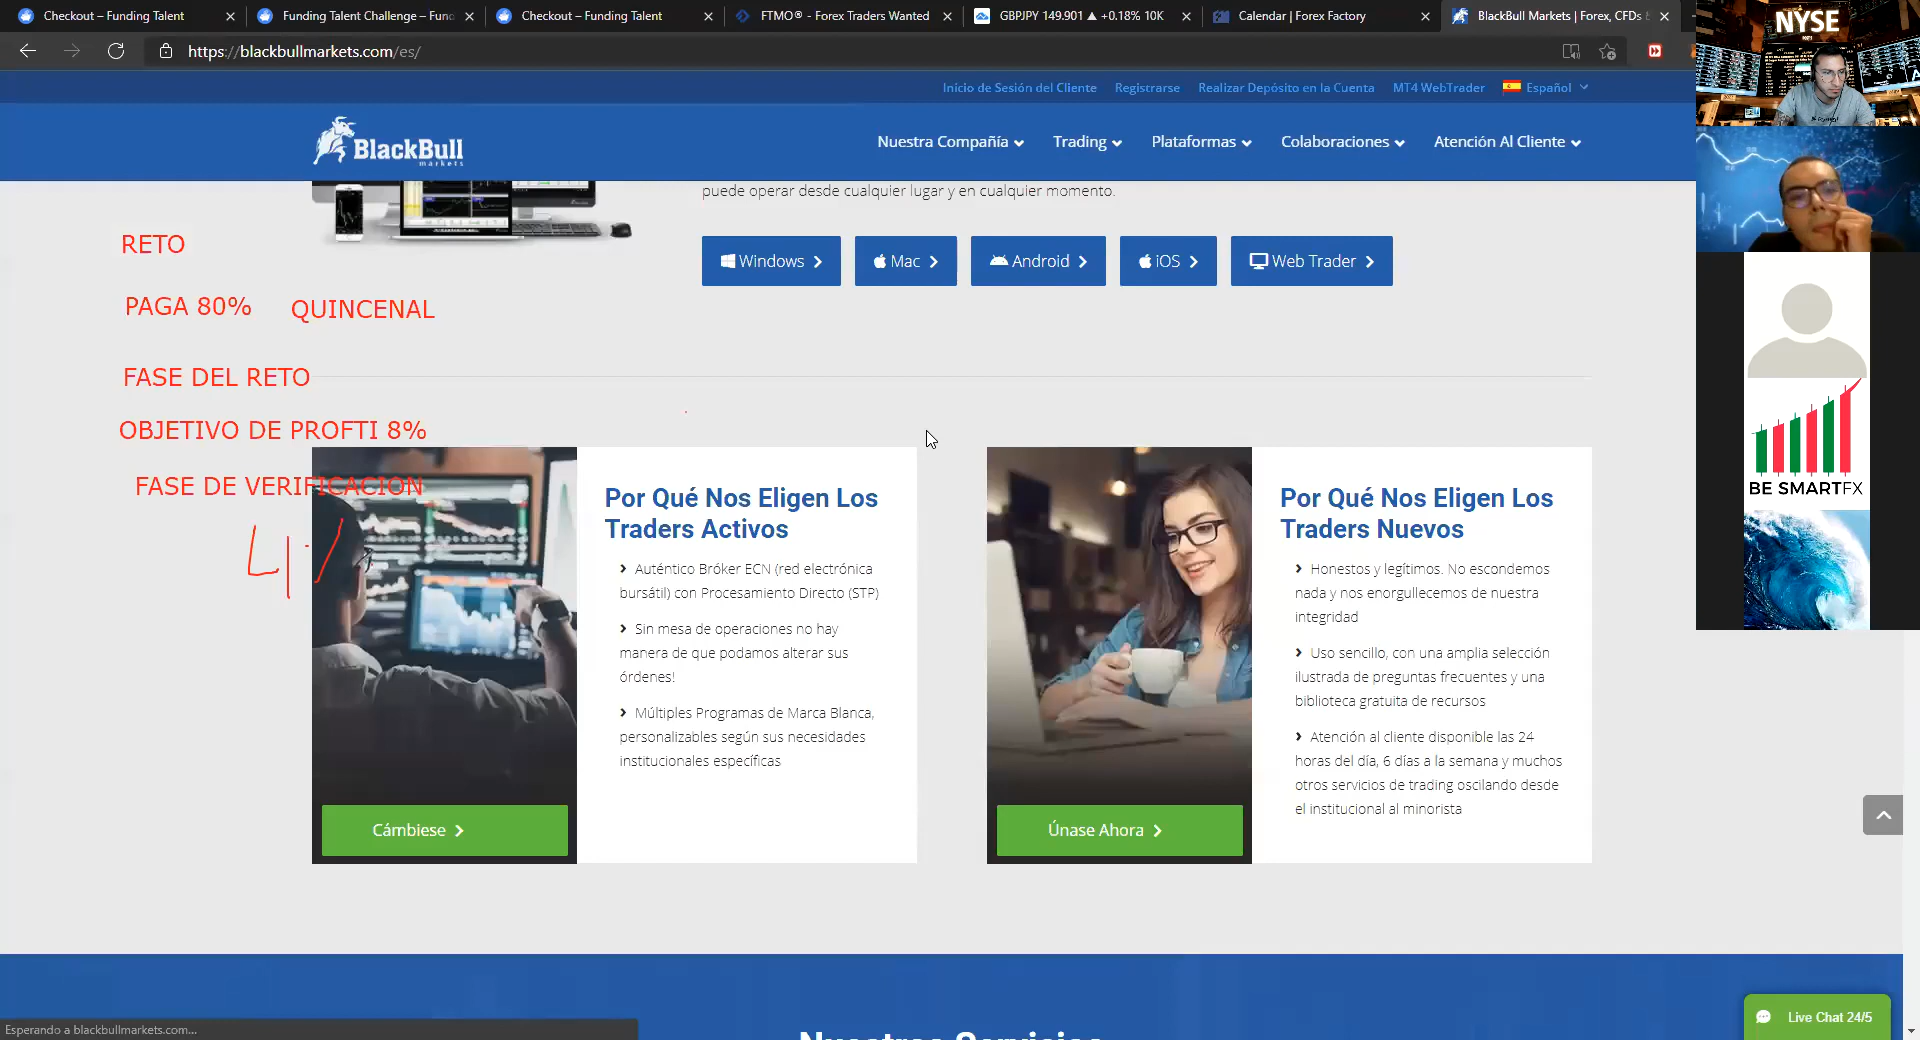 Checkout – Funding Talent
Funding Talent Challenge – Func
Checkout – Funding Talent
FTMO® - Forex Traders Wanted
GBPJPY 149.901 ▲ +0.18% 10K
Calendar | Forex Factory
BlackBull Markets | Forex, CFDs &
https://blackbullmarkets.com/es/
Inicio de Sesión del Cliente
Registrarse
Realizar Depósito en la Cuenta
MT4 WebTrader
Español
BlackBull
markets
Nuestra Compañía
Trading
Plataformas
Colaboraciones
Atención Al Cliente
NYSE
puede operar desde cualquier lugar y en cualquier momento.
Windows
Mac
Android
iOS
Web Trader
RETO
PAGA 80%
QUINCENAL
FASE DEL RETO
OBJETIVO DE PROFTI 8%
FASE DE VERIFICACION
4%
Por Qué Nos Eligen Los
Traders Activos
Auténtico Bróker ECN (red electrónica
bursátil) con Procesamiento Directo (STP)
Sin mesa de operaciones no hay
manera de que podamos alterar sus
órdenes!
Múltiples Programas de Marca Blanca,
personalizables según sus necesidades
institucionales específicas
Cámbiese
Por Qué Nos Eligen Los
Traders Nuevos
Honestos y legítimos. No escondemos
nada y nos enorgullecemos de nuestra
integridad
Uso sencillo, con una amplia selección
ilustrada de preguntas frecuentes y una
biblioteca gratuita de recursos
Atención al cliente disponible las 24
horas del día, 6 días a la semana y muchos
otros servicios de trading oscilando desde
el institucional al minorista
Únase Ahora
BE SMARTFX
Nuestros Servicios
Live Chat 24/5
Esperando a blackbullmarkets.com...